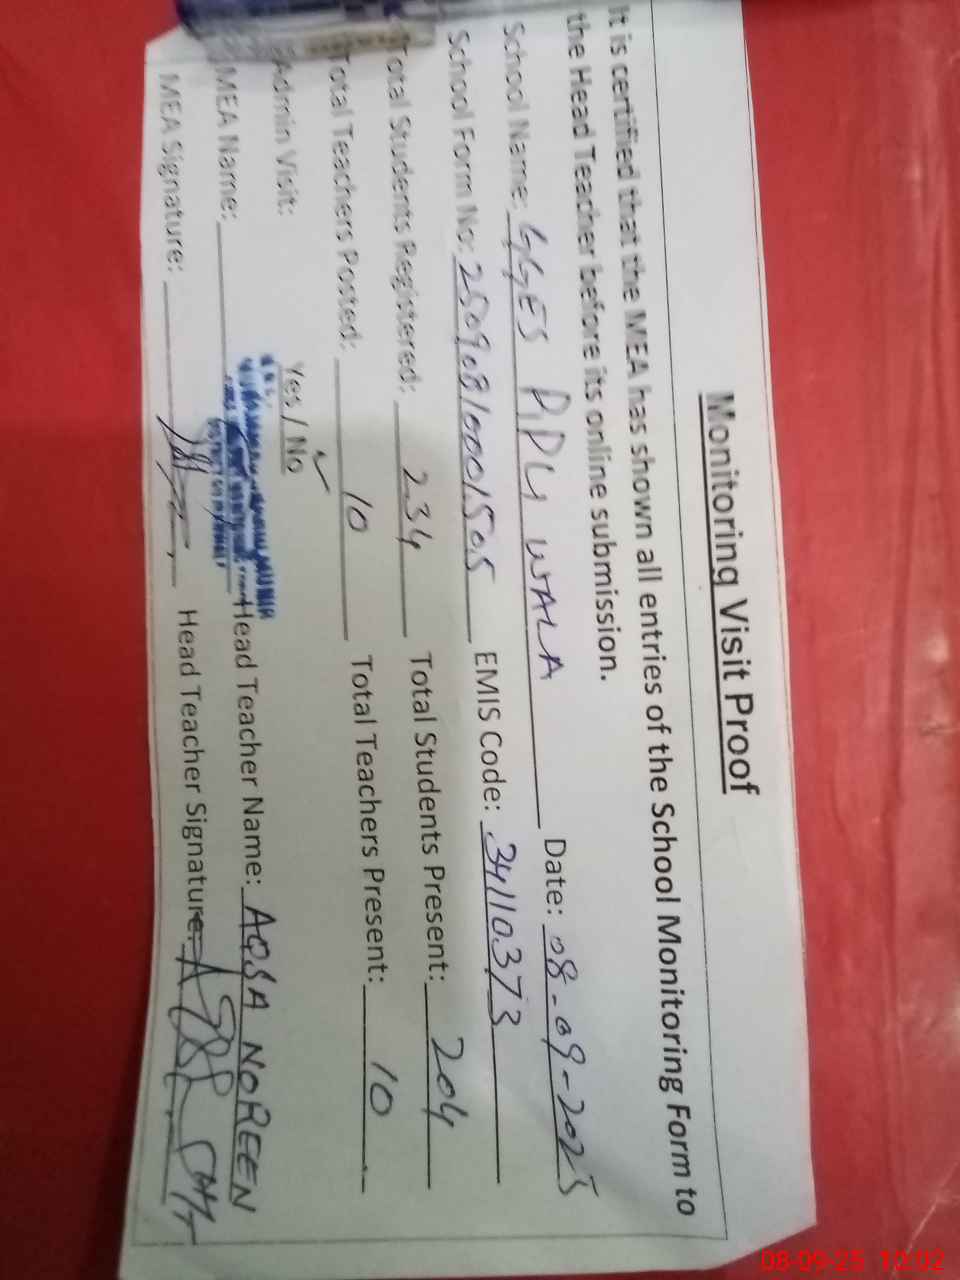 Monitoring Visit Proof
It is certified that the MEA has shown all entries of the School Monitoring Form to
the Head Teacher before its online submission.
School Name: GGES PIPLI WALA Date: 08-09-2025
School Form No: 25090810001505 EMIS Code: 34110373
Total Students Registered: 234 Total Students Present: 204
Total Teachers Posted: 10 Total Teachers Present: 10
Admin Visit: Yes / No ✓
MEA Name: MUNIR Head Teacher Name: AQSA NOREEN
MEA Signature: Head Teacher Signature:
08-09-25 10:02